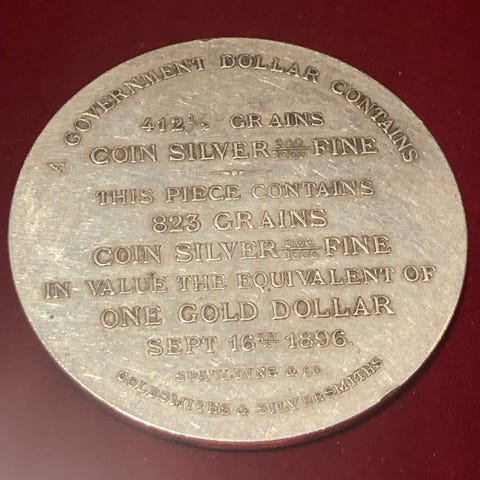 A GOVERNMENT DOLLAR CONTAINS
412½ GRAINS
COIN SILVER 900/1000 FINE
THIS PIECE CONTAINS
823 GRAINS
COIN SILVER 900/1000 FINE
IN VALUE THE EQUIVALENT OF
ONE GOLD DOLLAR
SEPT 16TH 1896.
SPAULDING & CO
GOLDSMITHS & SILVERSMITHS